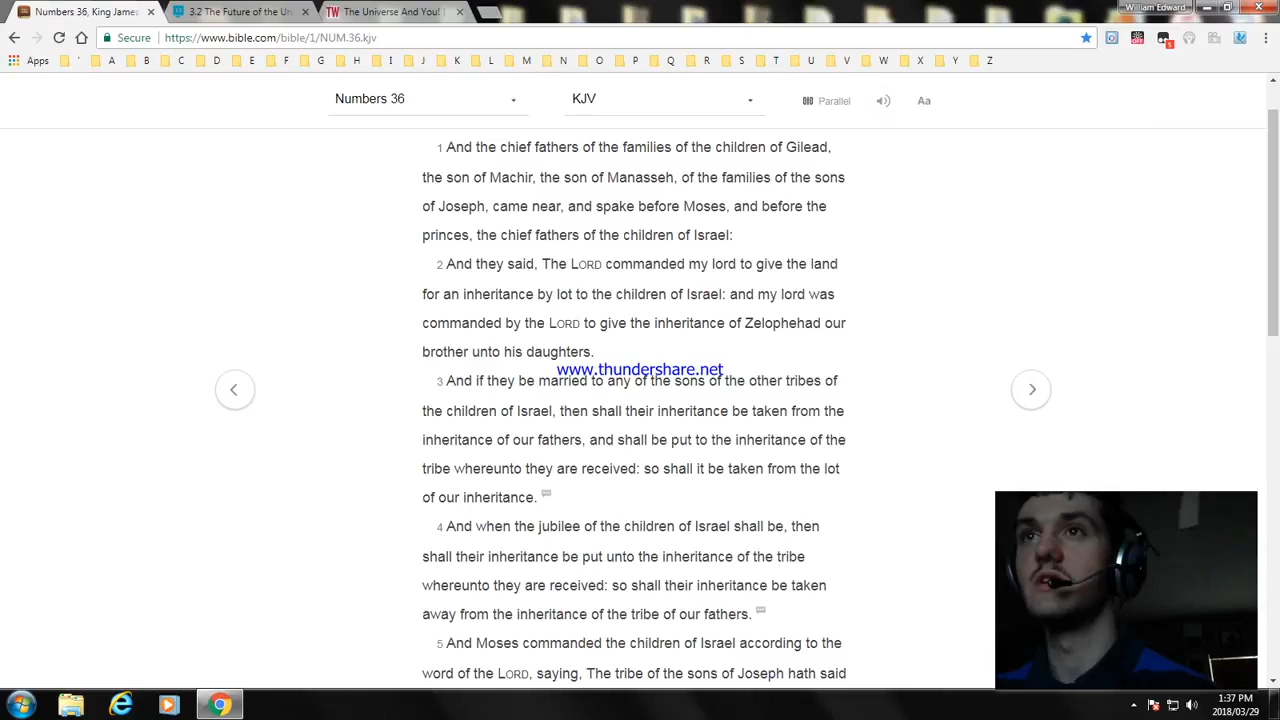 Numbers 36, King James
3.2 The Future of the Un
TW The Universe And You!
William Edward
Secure https://www.bible.com/bible/1/NUM.36.kjv
Apps ' A B C D E F G H I J K L M N O P Q R S T U V W X Y Z
Numbers 36 KJV Parallel Aa
1 And the chief fathers of the families of the children of Gilead,
the son of Machir, the son of Manasseh, of the families of the sons
of Joseph, came near, and spake before Moses, and before the
princes, the chief fathers of the children of Israel:
2 And they said, The LORD commanded my lord to give the land
for an inheritance by lot to the children of Israel: and my lord was
commanded by the LORD to give the inheritance of Zelophehad our
brother unto his daughters.
www.thundershare.net
3 And if they be married to any of the sons of the other tribes of
the children of Israel, then shall their inheritance be taken from the
inheritance of our fathers, and shall be put to the inheritance of the
tribe whereunto they are received: so shall it be taken from the lot
of our inheritance.
4 And when the jubilee of the children of Israel shall be, then
shall their inheritance be put unto the inheritance of the tribe
whereunto they are received: so shall their inheritance be taken
away from the inheritance of the tribe of our fathers.
5 And Moses commanded the children of Israel according to the
word of the LORD, saying, The tribe of the sons of Joseph hath said
1:37 PM
2018/03/29